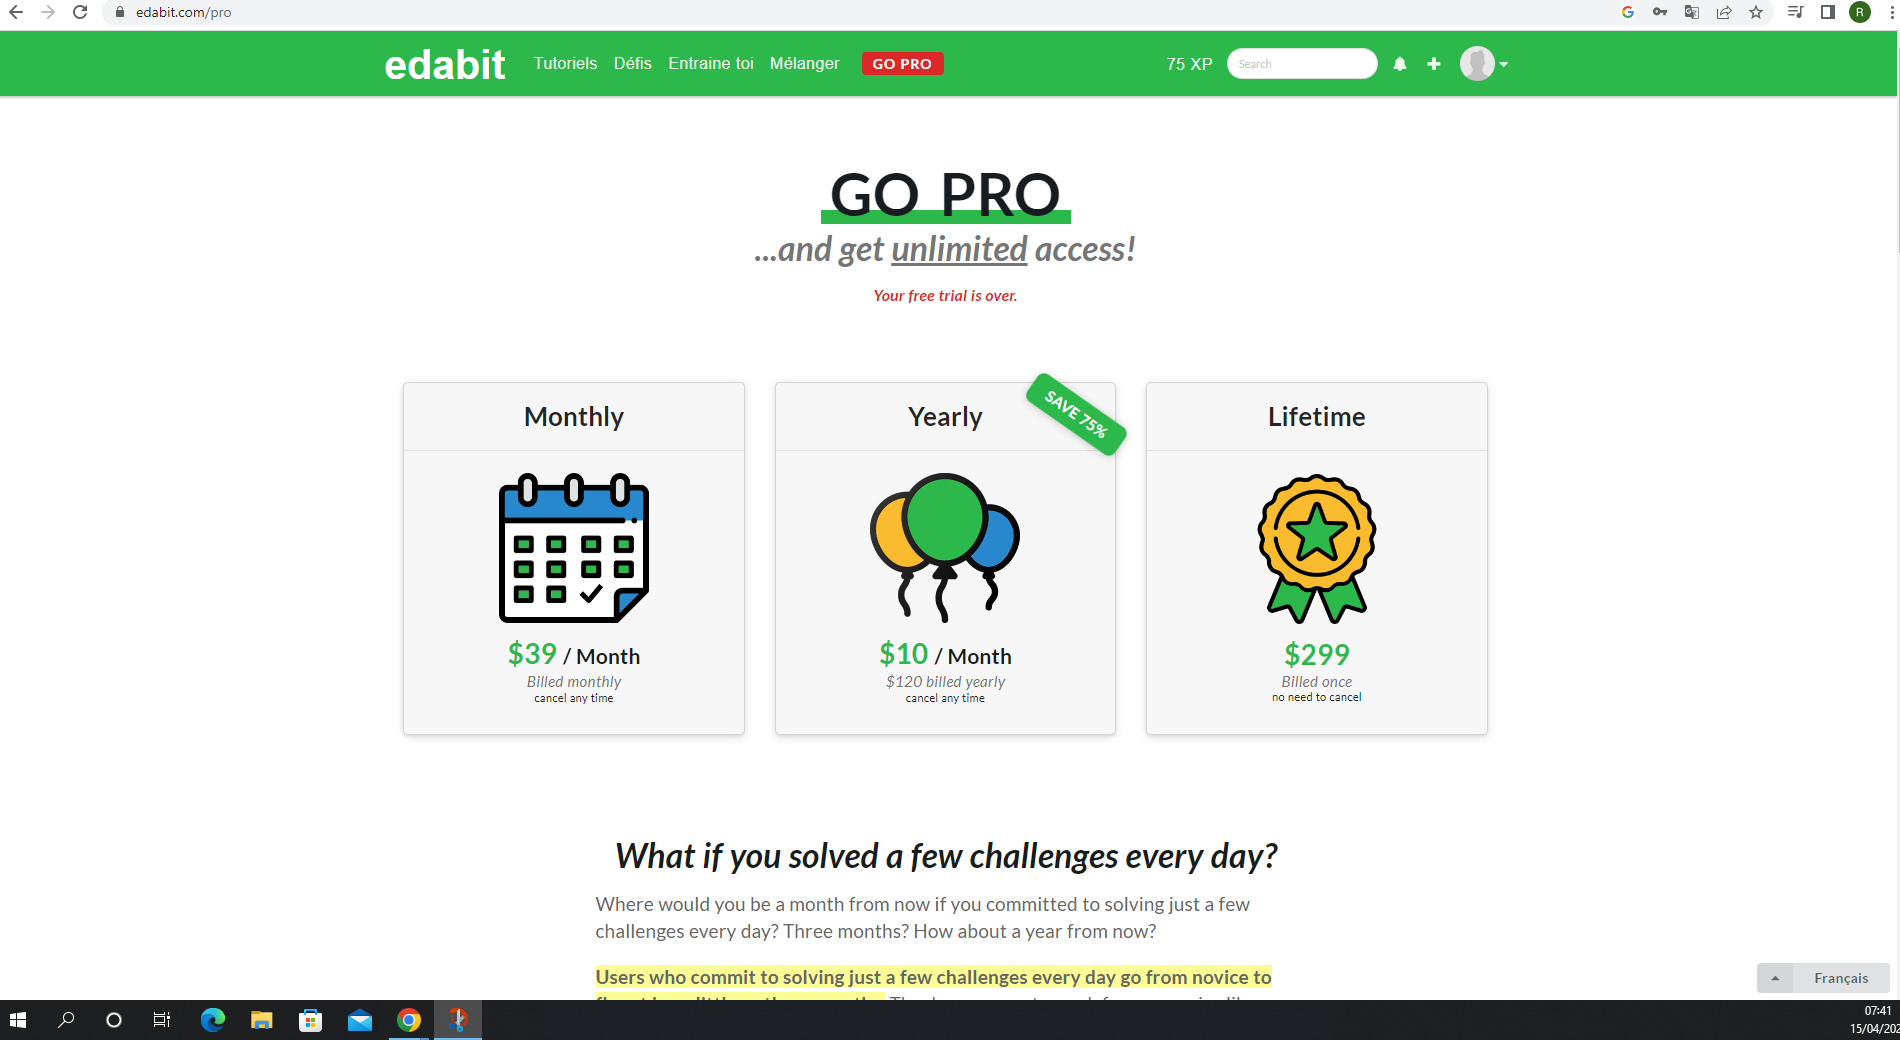 edabit.com/pro
R
edabit
Tutoriels
Défis
Entraine toi
Mélanger
GO PRO
75 XP
Search
GO PRO
...and get unlimited access!
Your free trial is over.
Monthly
$39 / Month
Billed monthly
cancel any time
Yearly
SAVE 75%
$10 / Month
$120 billed yearly
cancel any time
Lifetime
$299
Billed once
no need to cancel
What if you solved a few challenges every day?
Where would you be a month from now if you committed to solving just a few
challenges every day? Three months? How about a year from now?
Users who commit to solving just a few challenges every day go from novice to
Français
07:41
15/04/202